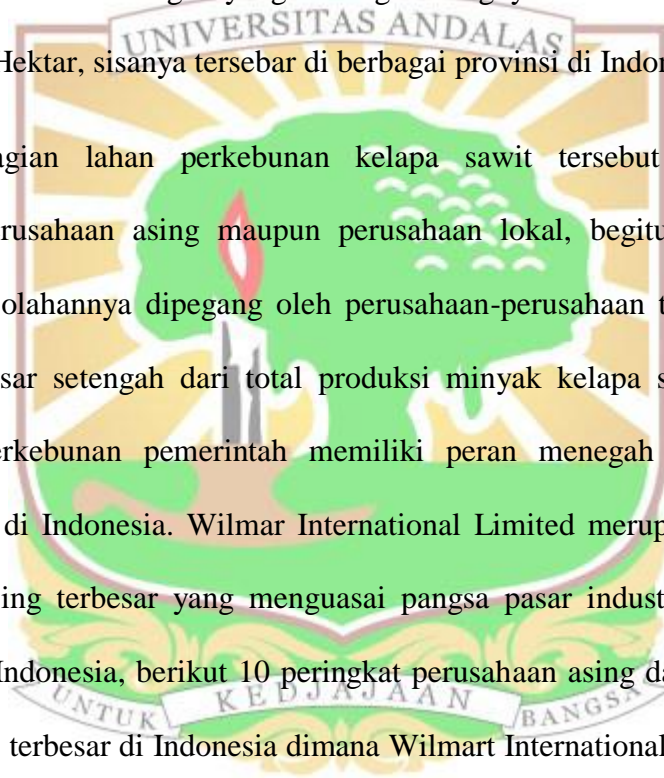 UNIVERSITAS ANDALAS
Hektar, sisanya tersebar di berbagai provinsi di Indon
agian lahan perkebunan kelapa sawit tersebut
rusahaan asing maupun perusahaan lokal, begitu
olahannya dipegang oleh perusahaan-perusahaan t
sar setengah dari total produksi minyak kelapa s
erkebunan pemerintah memiliki peran menegah
di Indonesia. Wilmar International Limited merup
ing terbesar yang menguasai pangsa pasar indust
Indonesia, berikut 10 peringkat perusahaan asing da
UNTUK KEDJAJAAN BANGSA
terbesar di Indonesia dimana Wilmart International